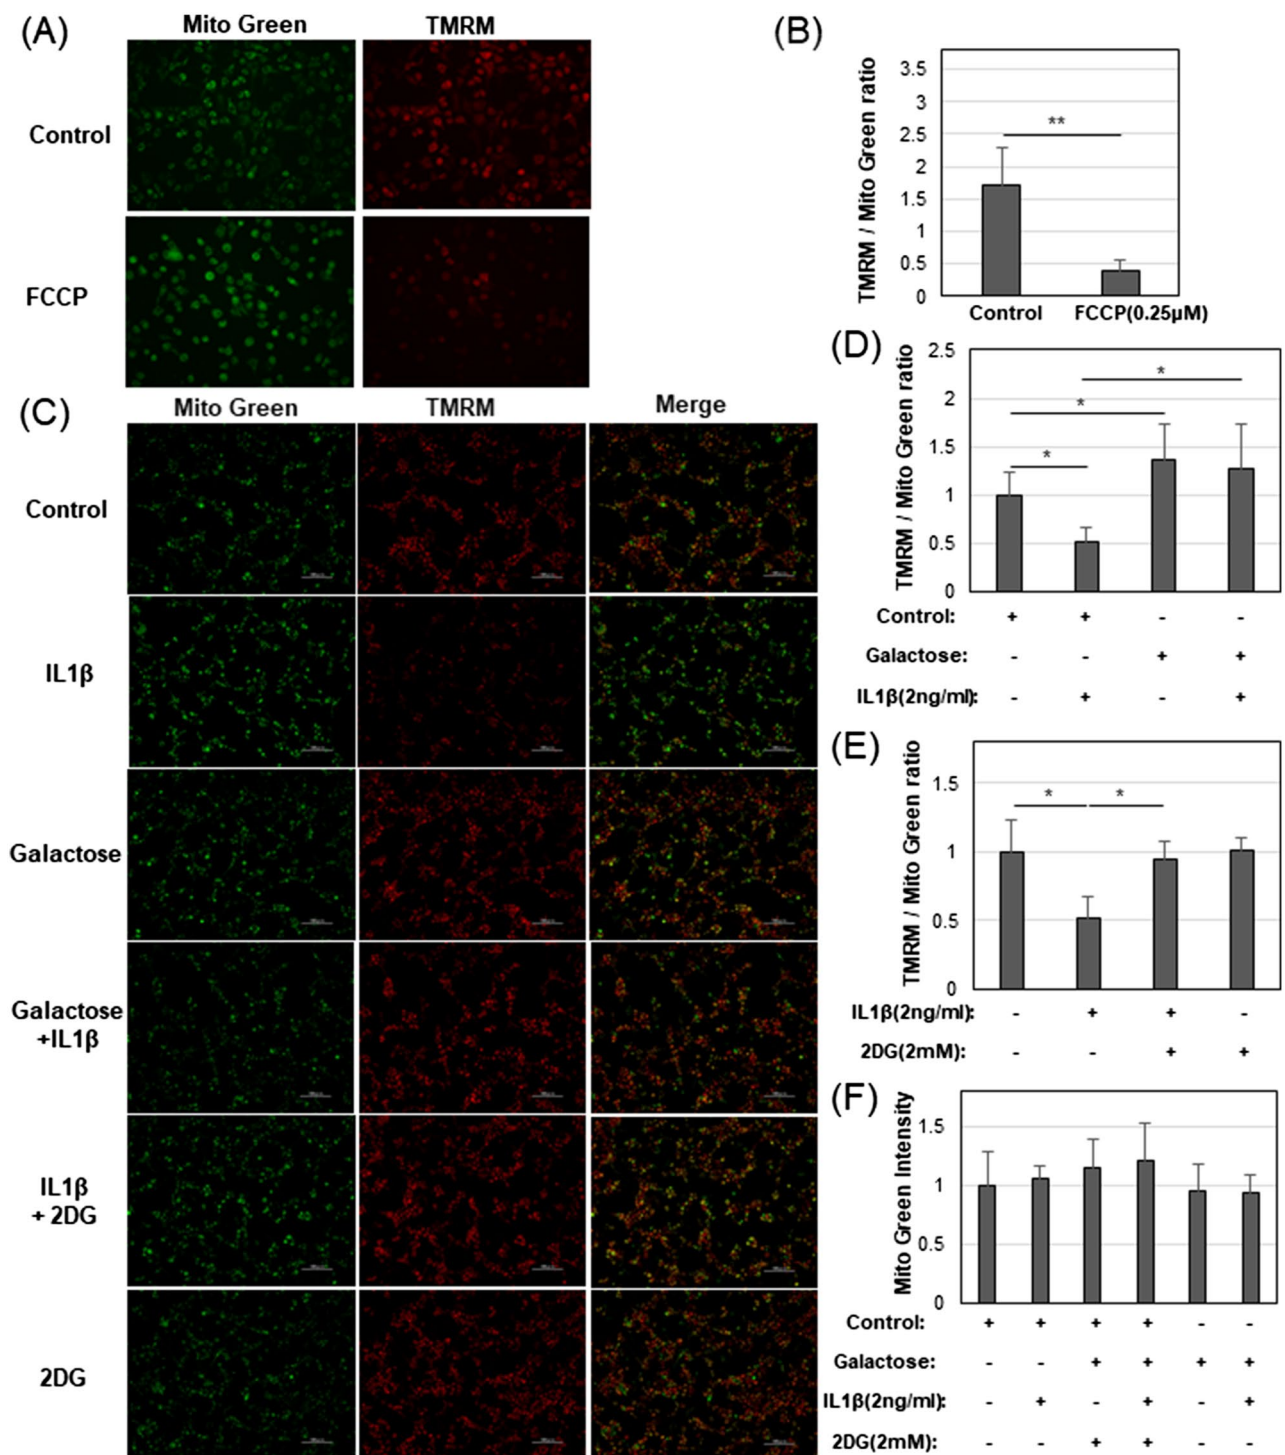 (A)
Mito Green TMRM
Control
FCCP
(B)
TMRM / Mito Green ratio
3.5
3
2.5
2
1.5
1
0.5
0
**
Control FCCP(0.25µM)
(C)
Mito Green TMRM Merge
Control
IL1β
Galactose
Galactose
+IL1β
IL1β
+ 2DG
2DG
(D)
TMRM / Mito Green ratio
2.5
2
1.5
1
0.5
0
*
*
*
Control: + + - -
Galactose: - - + +
IL1β(2ng/ml): - + - +
(E)
TMRM / Mito Green ratio
1.5
1
0.5
0
* *
IL1β(2ng/ml): - + + -
2DG(2mM): - - + +
(F)
Mito Green Intensity
1.5
1
0.5
0
Control: + + + + - -
Galactose: - - + + + +
IL1β(2ng/ml): - + - + - +
2DG(2mM): - - + + - -